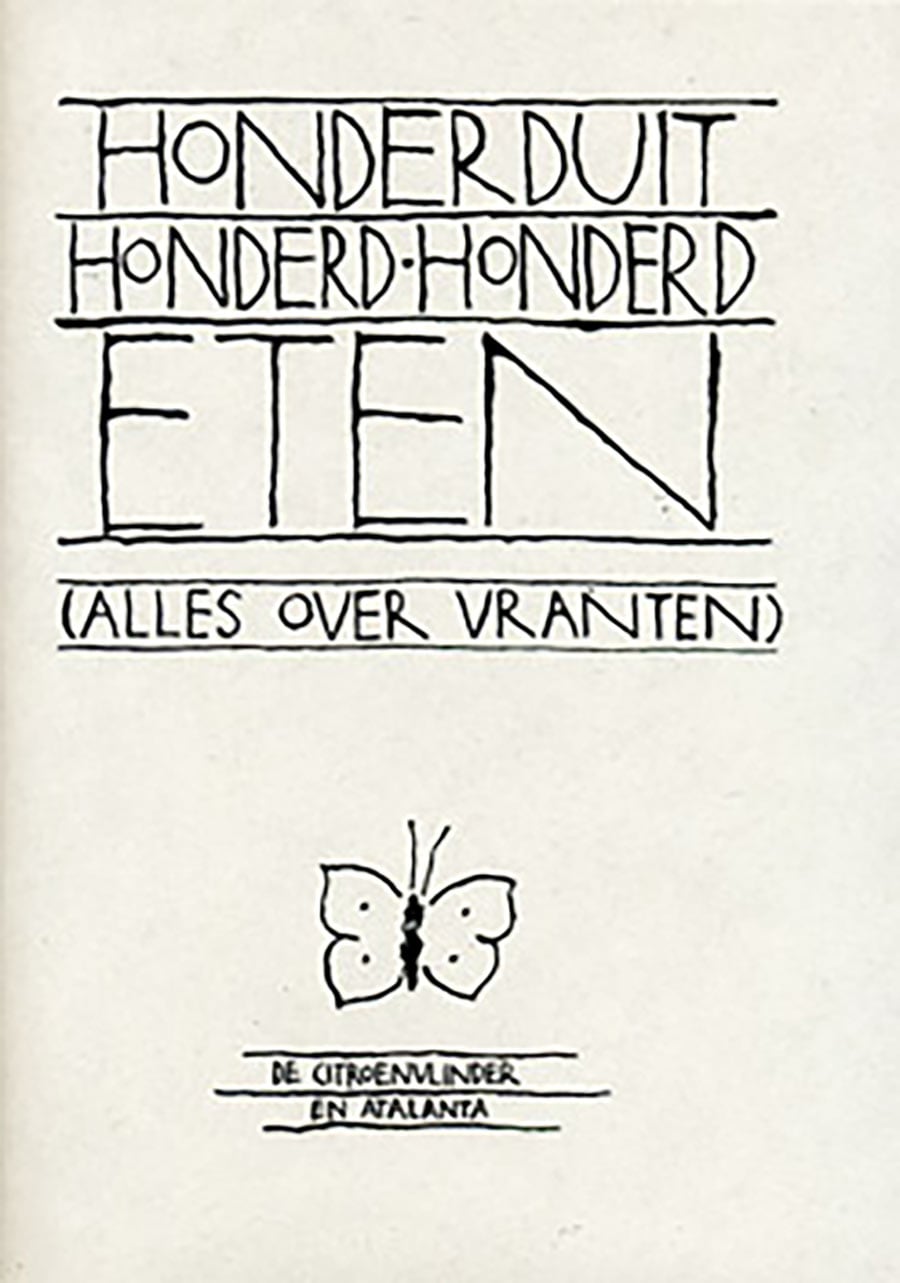 HONDERDUIT
HONDERD·HONDERD
ETEN
(ALLES OVER VRANTEN)
DE CITROENVLINDER
EN ATALANTA